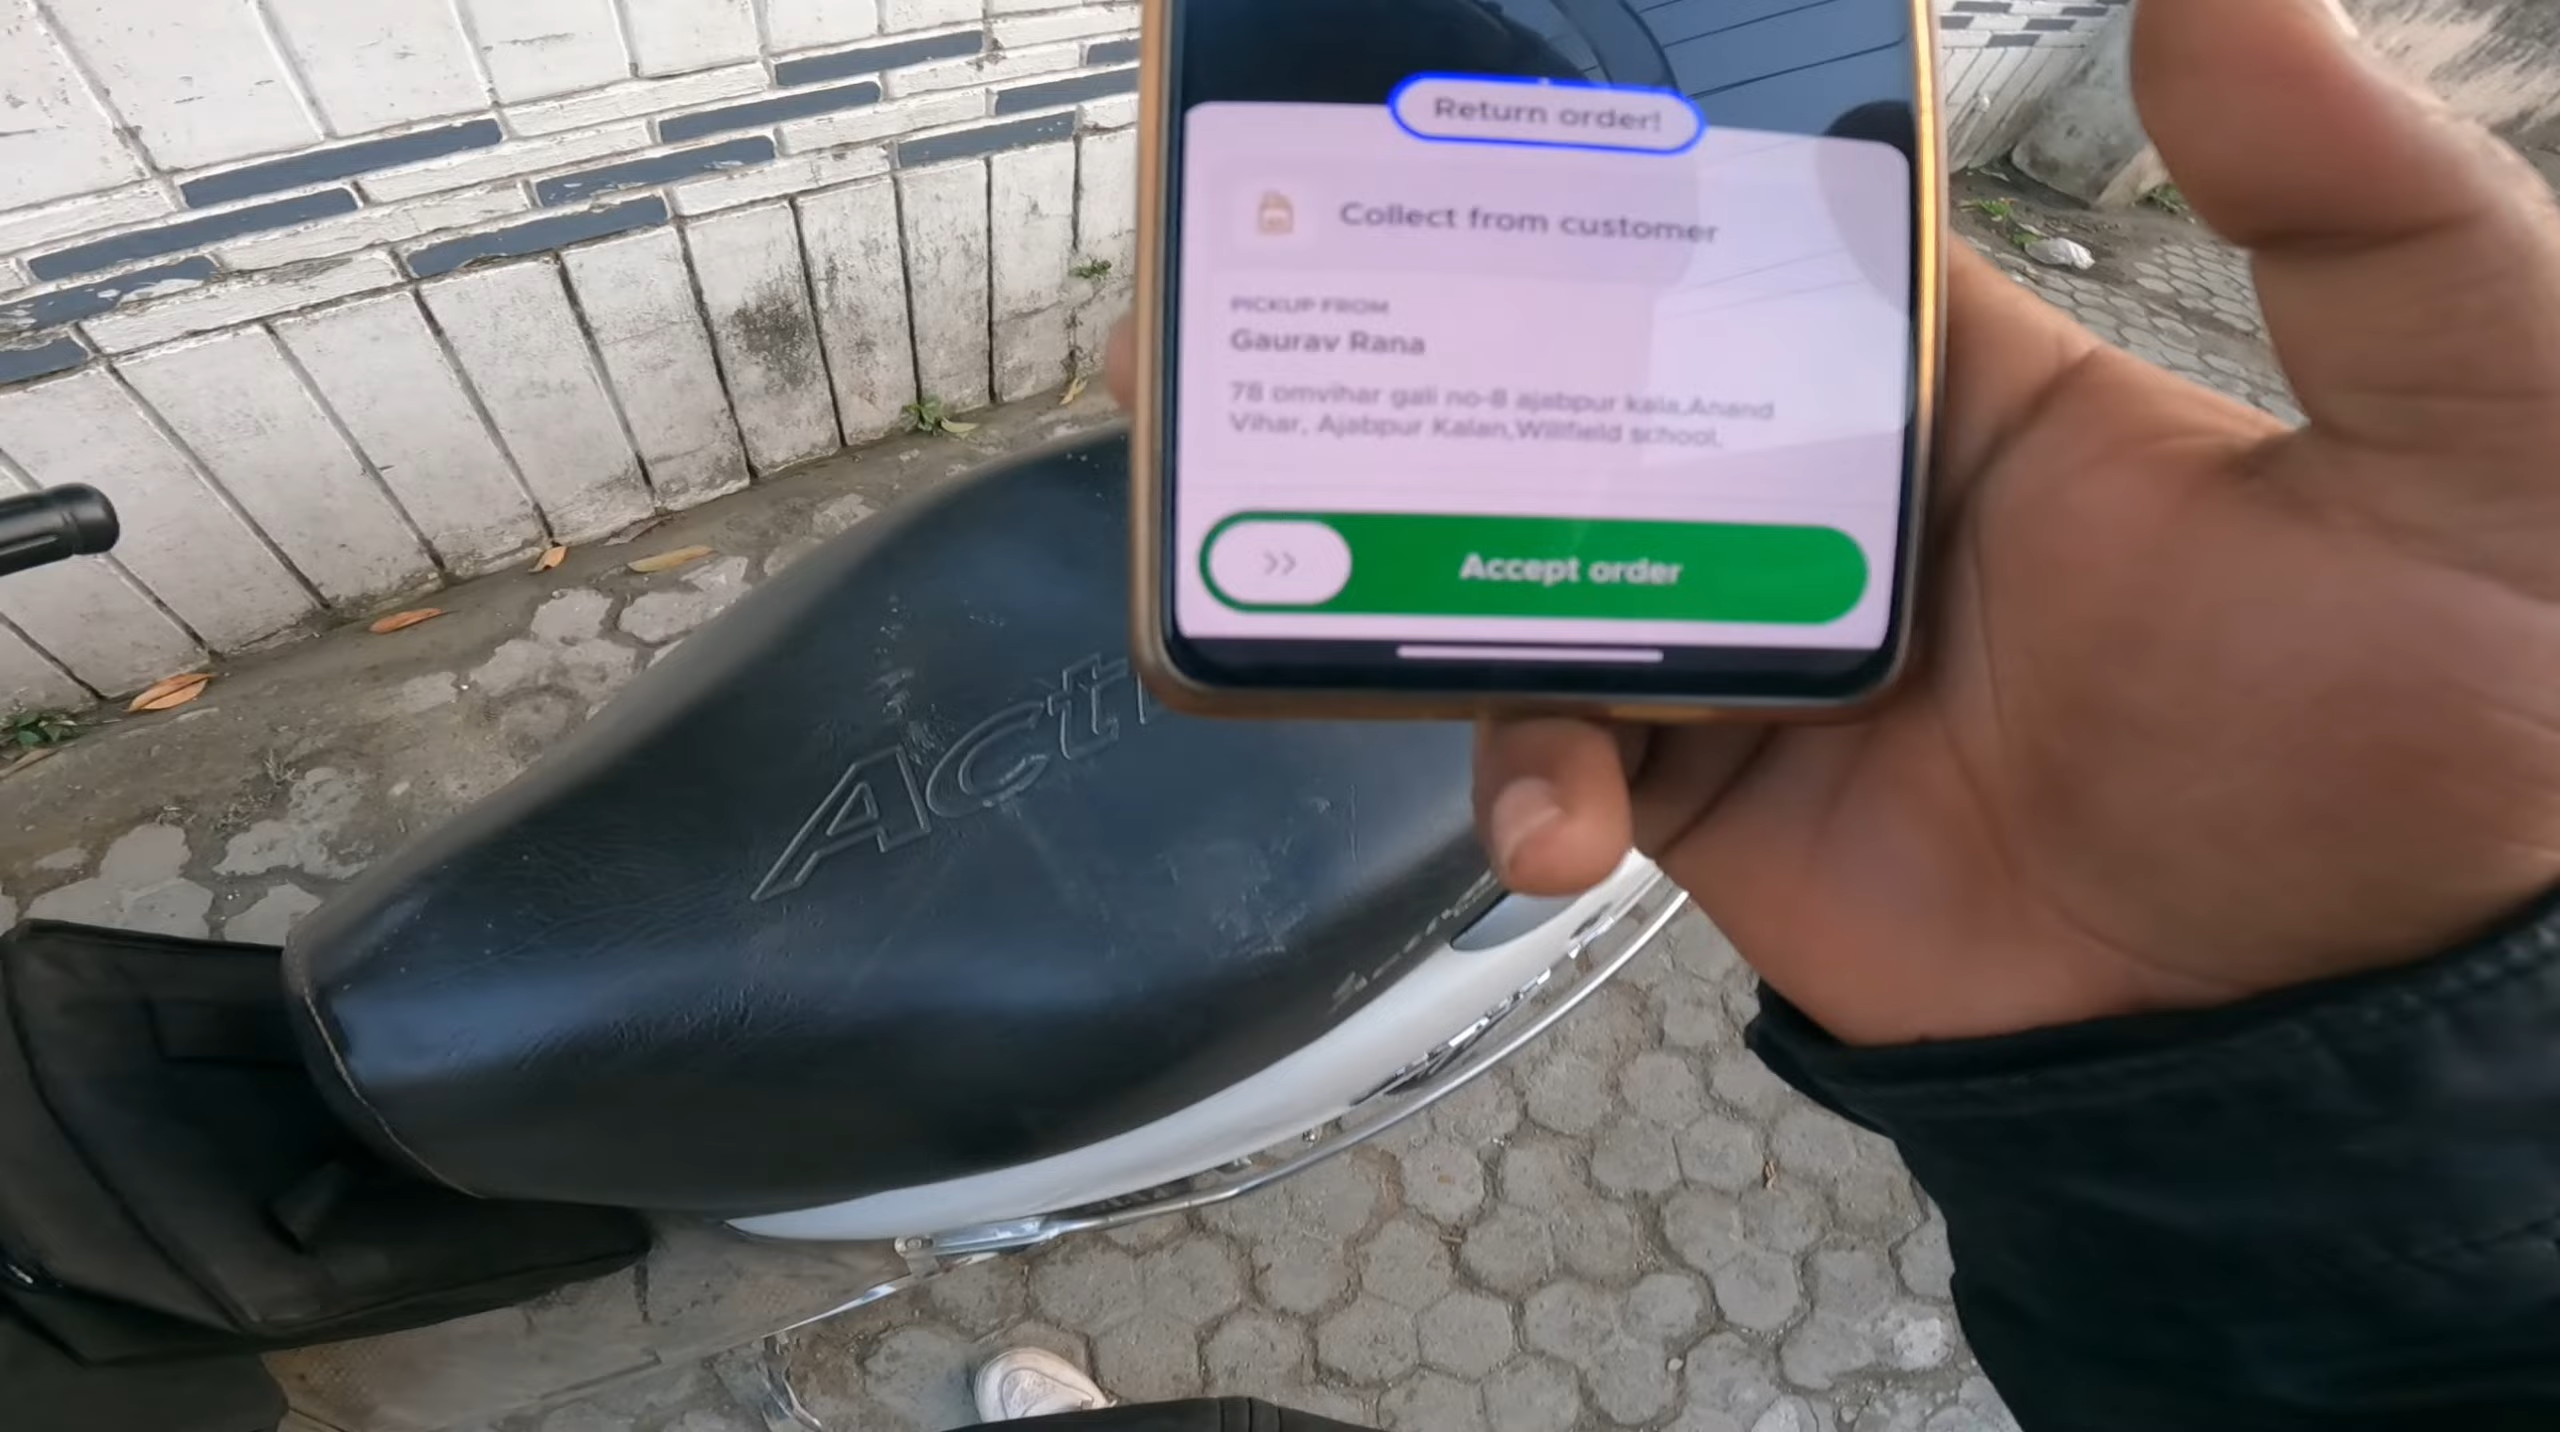 Return order!
Collect from customer
PICKUP FROM
Gaurav Rana
78 omvihar gali no-8 ajabpur kala,Anand
Vihar, Ajabpur Kalan,Willfield school,
>> Accept order
Acti